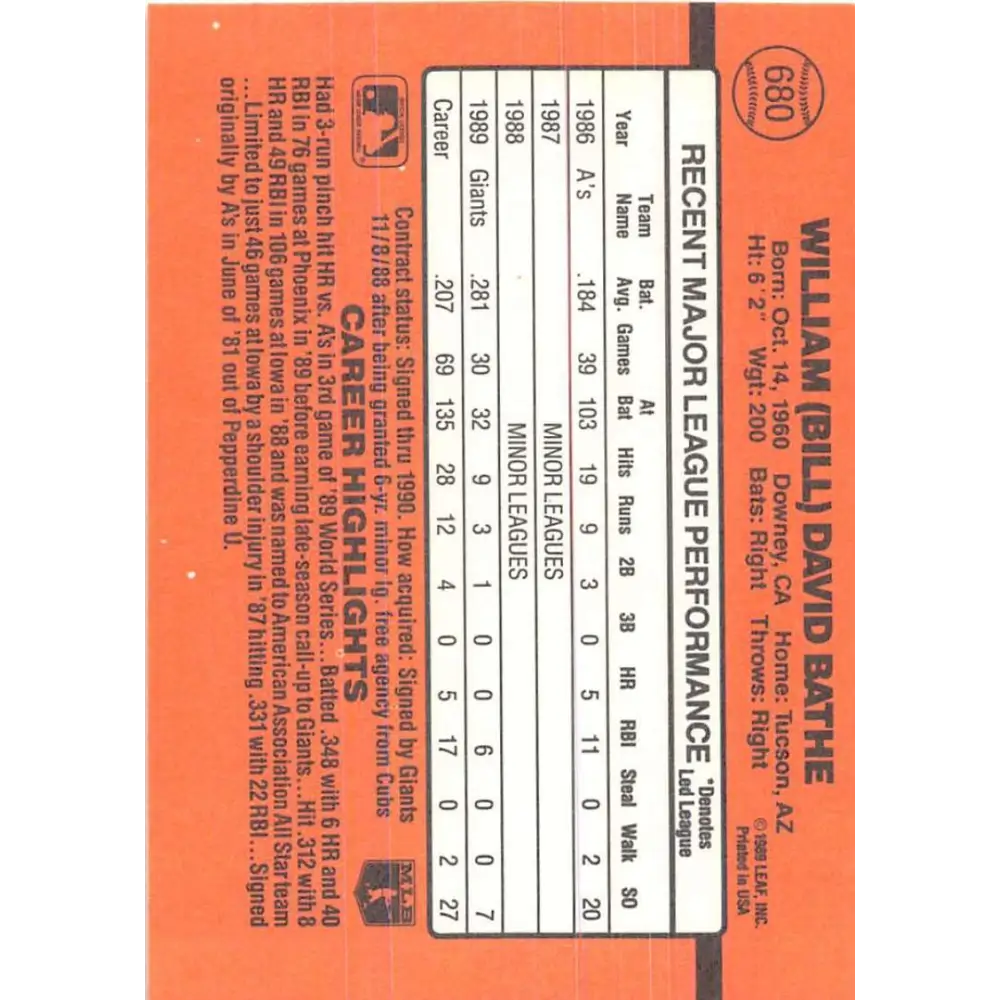 680
WILLIAM (BILL) DAVID BATHE
Born: Oct. 14, 1960 Downey, CA Home: Tucson, AZ
Ht: 6'2" Wgt: 200 Bats: Right Throws: Right
©1989 LEAF, INC.
Printed in USA
RECENT MAJOR LEAGUE PERFORMANCE *Denotes Led League
Year Team Name Bat. Avg. Games At Bat Hits Runs 2B 3B HR RBI Steal Walk SO
1986 A's .184 39 103 19 9 3 0 5 11 0 2 20
1987 MINOR LEAGUES
1988 MINOR LEAGUES
1989 Giants .281 30 32 9 3 1 0 0 6 0 0 7
Career .207 69 135 28 12 4 0 5 17 0 2 27
Contract status: Signed thru 1990. How acquired: Signed by Giants
11/8/88 after being granted 6-yr. minor lg. free agency from Cubs
MLB
CAREER HIGHLIGHTS
Had 3-run pinch hit HR vs. A's in 3rd game of '89 World Series...Batted .348 with 6 HR and 40
RBI in 76 games at Phoenix in '89 before earning late-season call-up to Giants...Hit .312 with 8
HR and 49 RBI in 106 games at Iowa in '88 and was named to American Association All Star team
...Limited to just 46 games at Iowa by a shoulder injury in '87 hitting .331 with 22 RBI...Signed
originally by A's in June of '81 out of Pepperdine U.